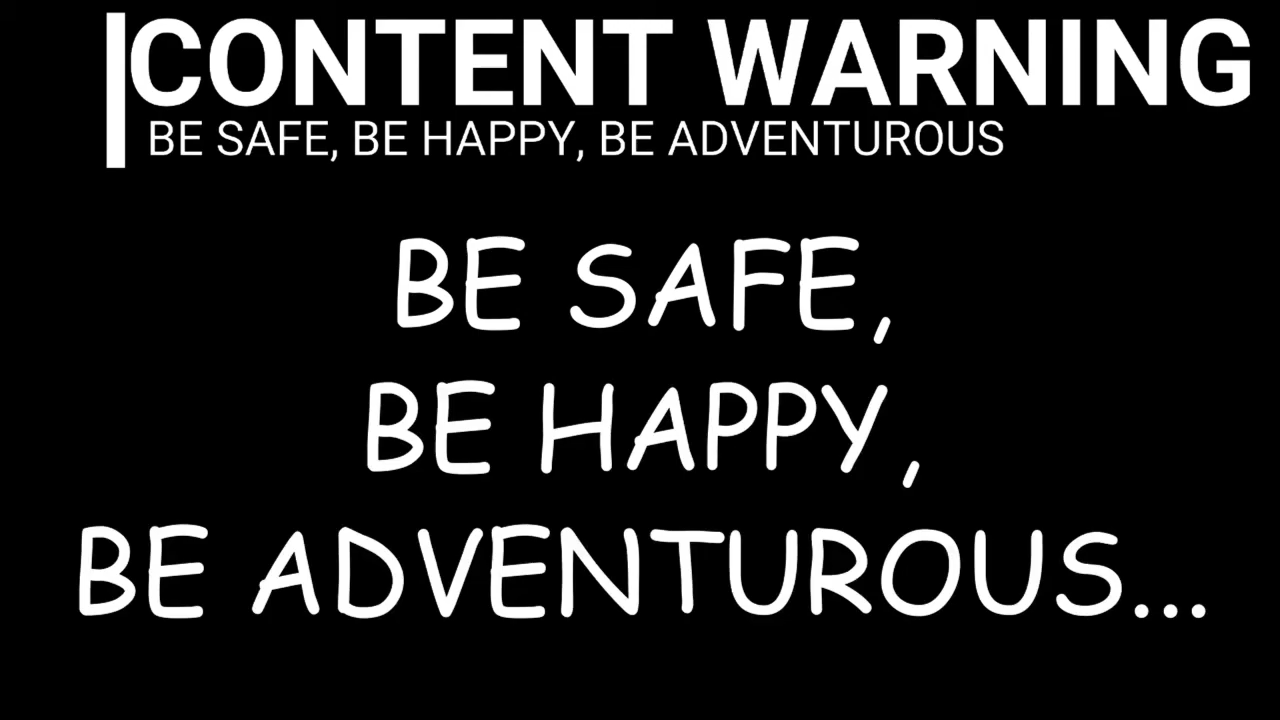 CONTENT WARNING
BE SAFE, BE HAPPY, BE ADVENTUROUS
BE SAFE,
BE HAPPY,
BE ADVENTUROUS...